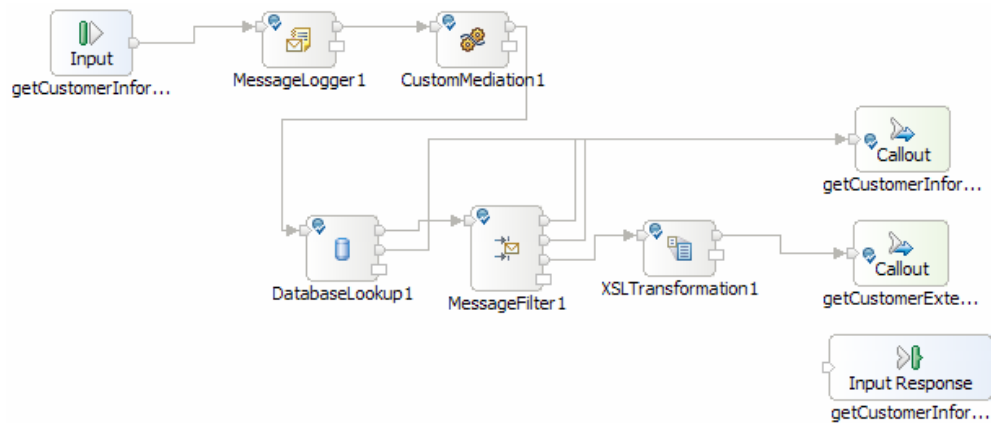 Input
getCustomerInfor...
MessageLogger1
CustomMediation1
Callout
getCustomerInfor...
DatabaseLookup1
MessageFilter1
XSLTransformation1
Callout
getCustomerExte...
Input Response
getCustomerInfor...